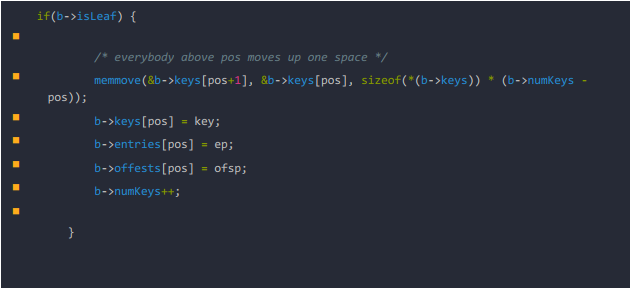 if(b->isLeaf) {
/* everybody above pos moves up one space */
memmove(&b->keys[pos+1], &b->keys[pos], sizeof(*(b->keys)) * (b->numKeys -
pos));
b->keys[pos] = key;
b->entries[pos] = ep;
b->offests[pos] = ofsp;
b->numKeys++;
}